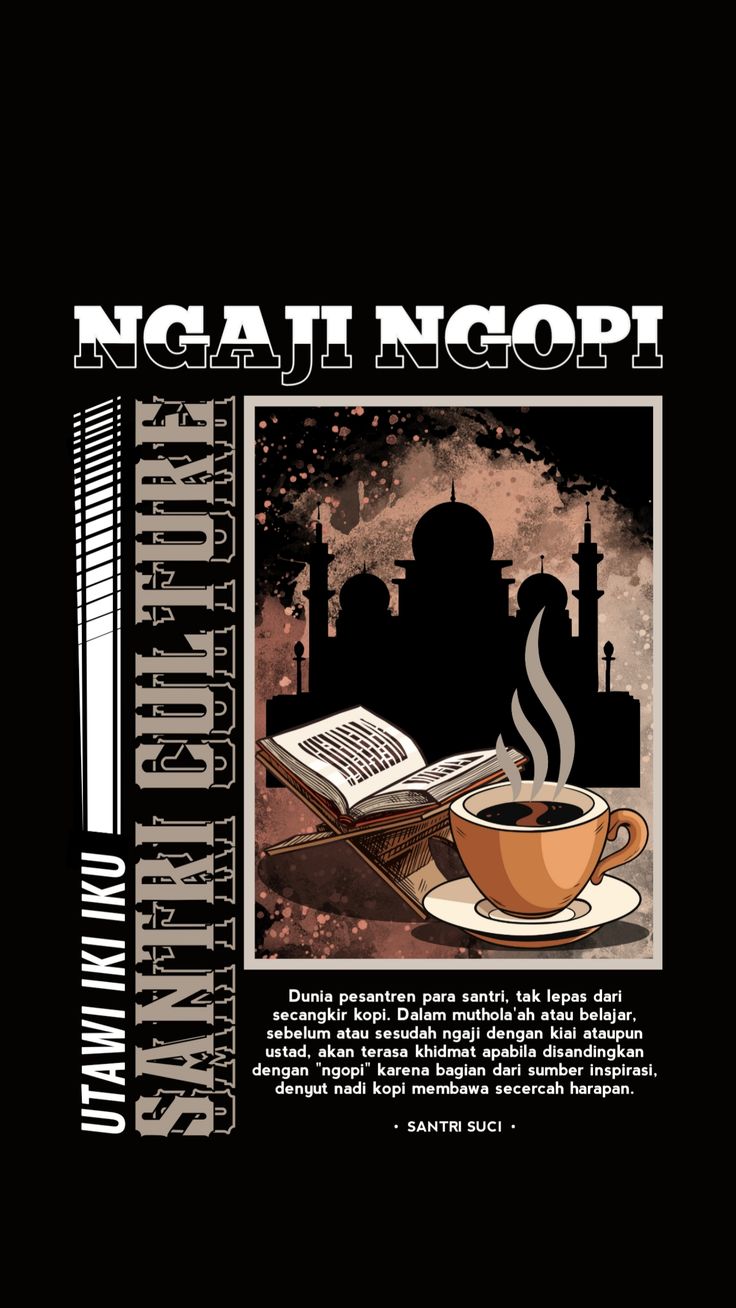 NGAJI NGOPI
UTAWI IKI IKU
SANTRI CULTURE
Dunia pesantren para santri, tak lepas dari
secangkir kopi. Dalam muthola'ah atau belajar,
sebelum atau sesudah ngaji dengan kiai ataupun
ustad, akan terasa khidmat apabila disandingkan
dengan "ngopi" karena bagian dari sumber inspirasi,
denyut nadi kopi membawa secercah harapan.
• SANTRI SUCI •